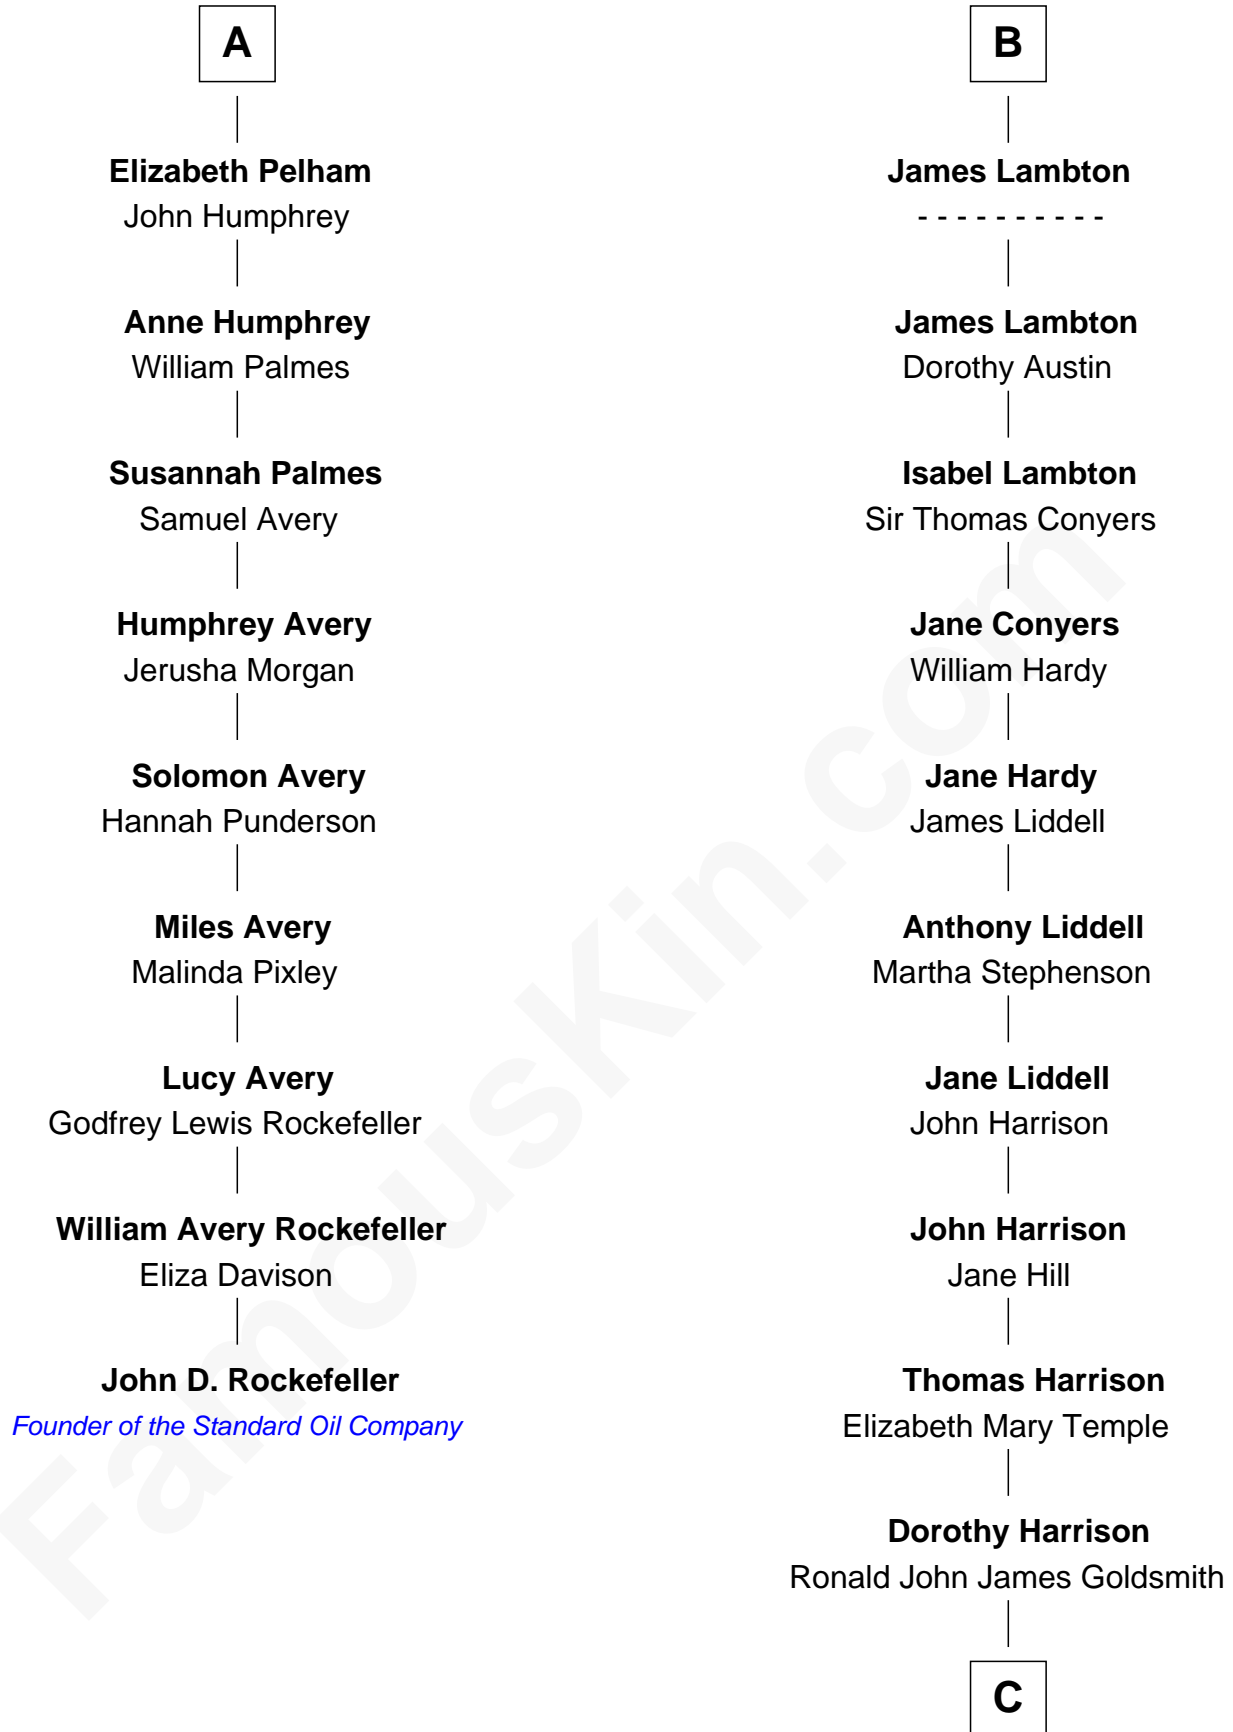 A
Elizabeth Pelham
John Humphrey
Anne Humphrey
William Palmes
Susannah Palmes
Samuel Avery
Humphrey Avery
Jerusha Morgan
Solomon Avery
Hannah Punderson
Miles Avery
Malinda Pixley
Lucy Avery
Godfrey Lewis Rockefeller
William Avery Rockefeller
Eliza Davison
John D. Rockefeller
Founder of the Standard Oil Company
B
James Lambton
- - - - - - - - - -
James Lambton
Dorothy Austin
Isabel Lambton
Sir Thomas Conyers
Jane Conyers
William Hardy
Jane Hardy
James Liddell
Anthony Liddell
Martha Stephenson
Jane Liddell
John Harrison
John Harrison
Jane Hill
Thomas Harrison
Elizabeth Mary Temple
Dorothy Harrison
Ronald John James Goldsmith
C
FamousKin.com